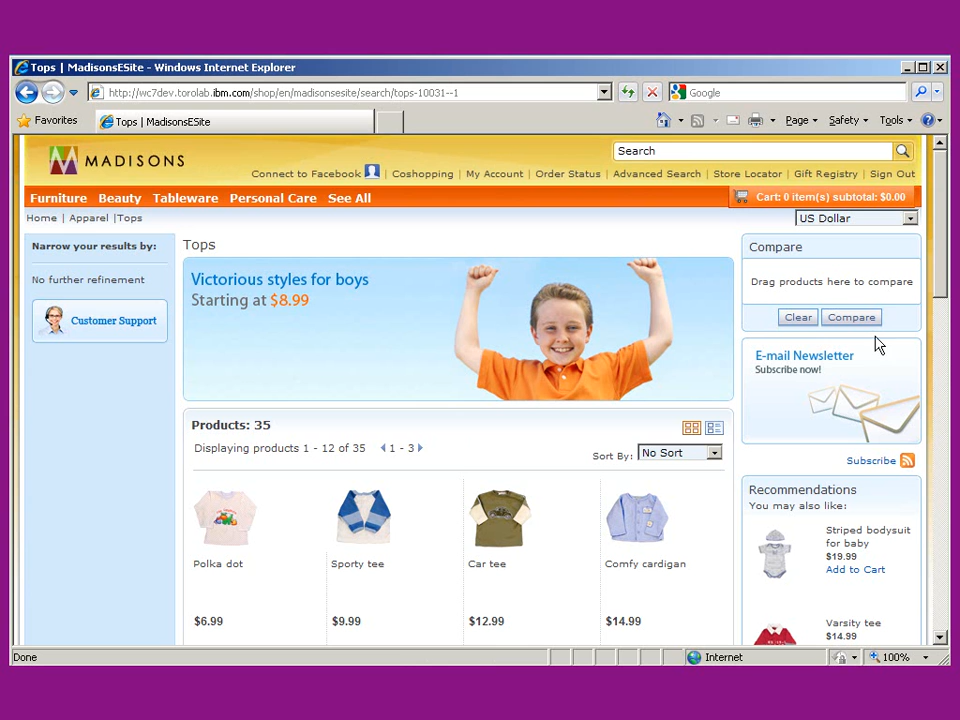 Tops | MadisonsESite - Windows Internet Explorer
http://wc7dev.torolab.ibm.com/shop/en/madisonsesite/search/tops-10031--1
Google
Favorites
Tops | MadisonsESite
Page
Safety
Tools
MADISONS
Search
Connect to Facebook | Coshopping | My Account | Order Status | Advanced Search | Store Locator | Gift Registry | Sign Out
Furniture Beauty Tableware Personal Care See All
Cart: 0 item(s) subtotal: $0.00
Home | Apparel |Tops
US Dollar
Narrow your results by:
No further refinement
Customer Support
Tops
Victorious styles for boys
Starting at $8.99
Compare
Drag products here to compare
Clear
Compare
E-mail Newsletter
Subscribe now!
Subscribe
Products: 35
Displaying products 1 - 12 of 35
1 - 3
Sort By:
No Sort
Polka dot
$6.99
Sporty tee
$9.99
Car tee
$12.99
Comfy cardigan
$14.99
Recommendations
You may also like:
Striped bodysuit
for baby
$19.99
Add to Cart
Varsity tee
$14.99
Done
Internet
100%